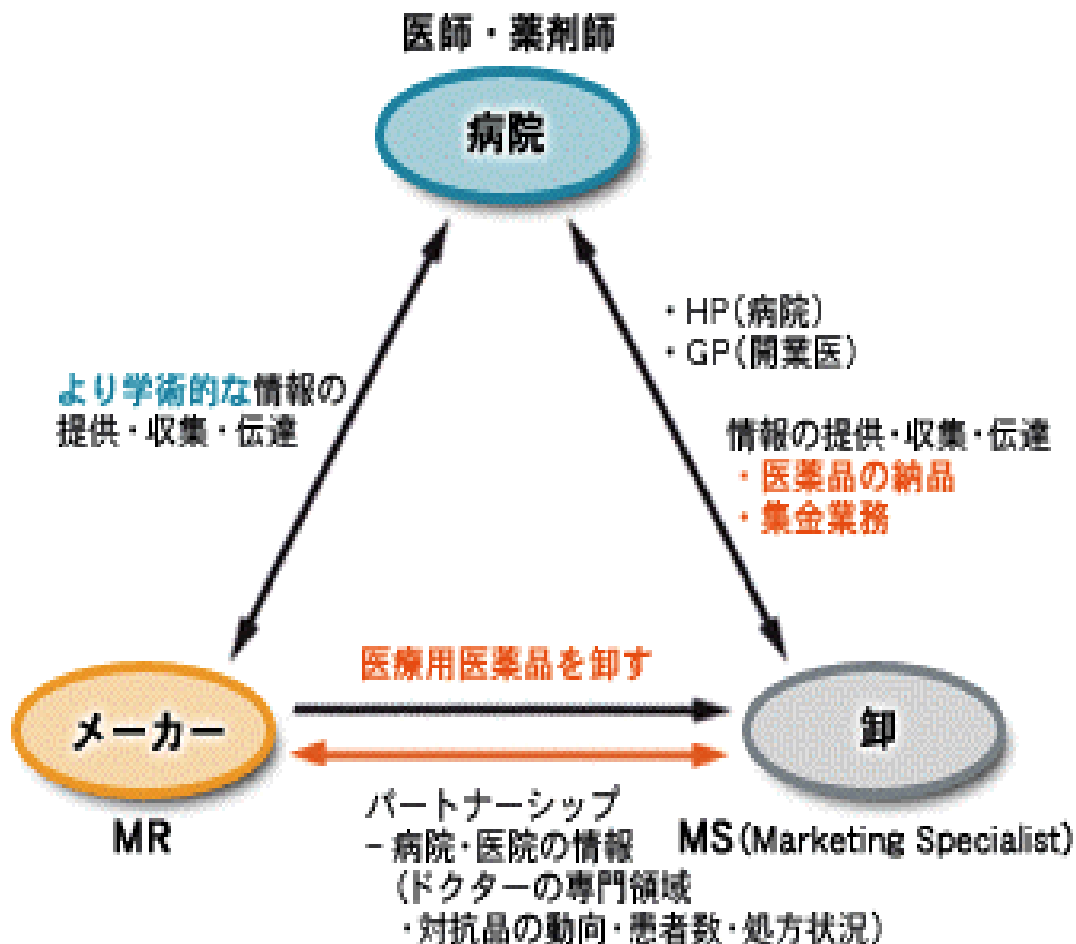 医師・薬剤師
病院
・HP(病院)
・GP(開業医)
より学術的な情報の
提供・収集・伝達
情報の提供・収集・伝達
・医薬品の納品
・集金業務
医療用医薬品を卸す
メーカー
卸
MR
MS(Marketing Specialist)
パートナーシップ
- 病院・医院の情報
(ドクターの専門領域
・対抗品の動向・患者数・処方状況)